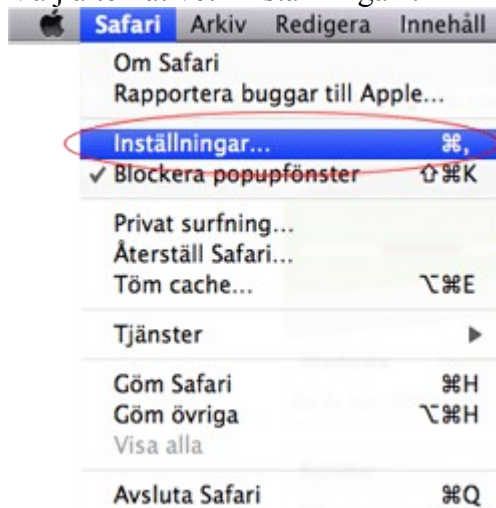 Safari Arkiv Redigera Innehåll
Om Safari
Rapportera buggar till Apple...
Inställningar... ⌘,
✓ Blockera popupfönster ⇧⌘K
Privat surfning...
Återställ Safari...
Töm cache... ⌥⌘E
Tjänster ▶
Göm Safari ⌘H
Göm övriga ⌥⌘H
Visa alla
Avsluta Safari ⌘Q